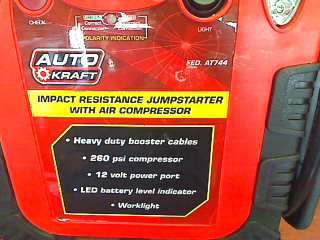 CHECK
LIGHT
POLARITY INDICATION
AUTO
KRAFT
FED. AT744
IMPACT RESISTANCE JUMPSTARTER
WITH AIR COMPRESSOR
• Heavy duty booster cables
• 260 psi compressor
• 12 volt power port
• LED battery level indicator
• Worklight